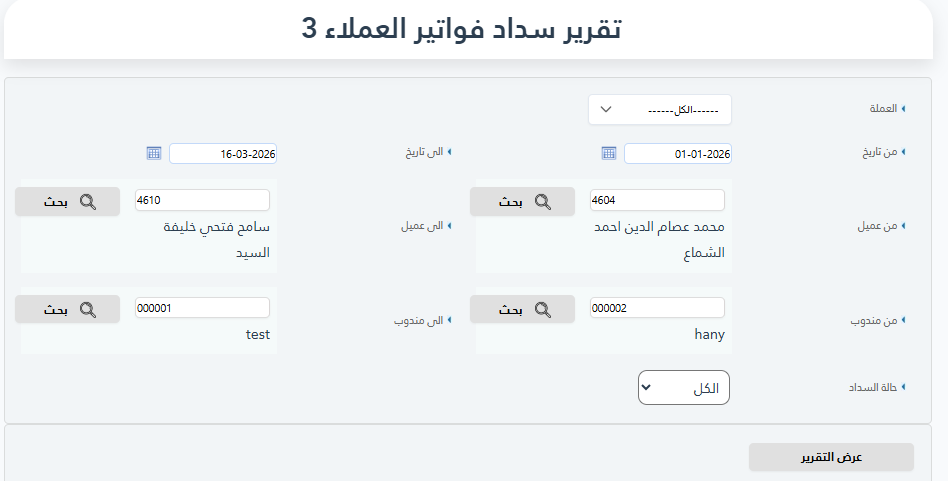 تقرير سداد فواتير العملاء 3
العملة
------الكل------
من تاريخ
01-01-2026
الى تاريخ
16-03-2026
من عميل
4604
بحث
محمد عصام الدين احمد
الشماع
الى عميل
4610
بحث
سامح فتحي خليفة
السيد
من مندوب
000002
بحث
hany
الى مندوب
000001
بحث
test
حالة السداد
الكل
عرض التقرير